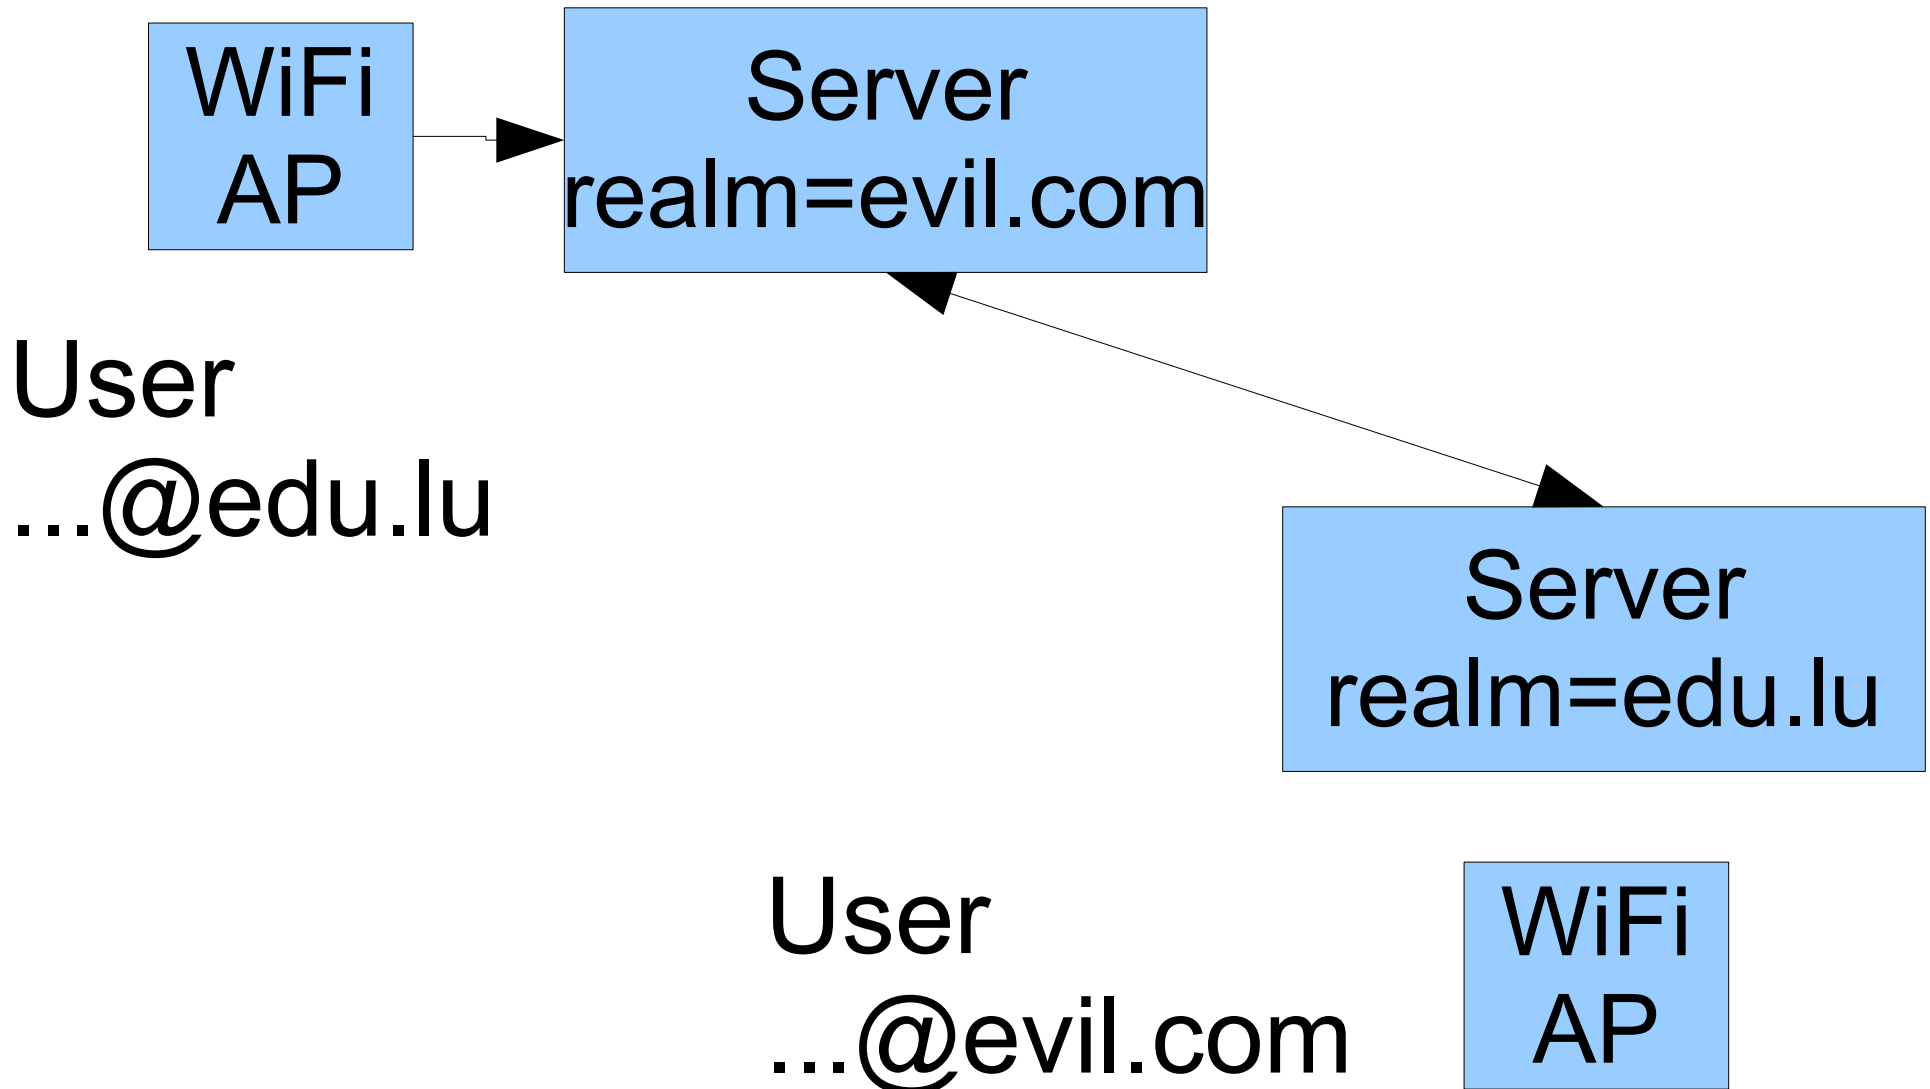 WiFi
AP
Server
realm=evil.com
User
...@edu.lu
Server
realm=edu.lu
User
...@evil.com
WiFi
AP